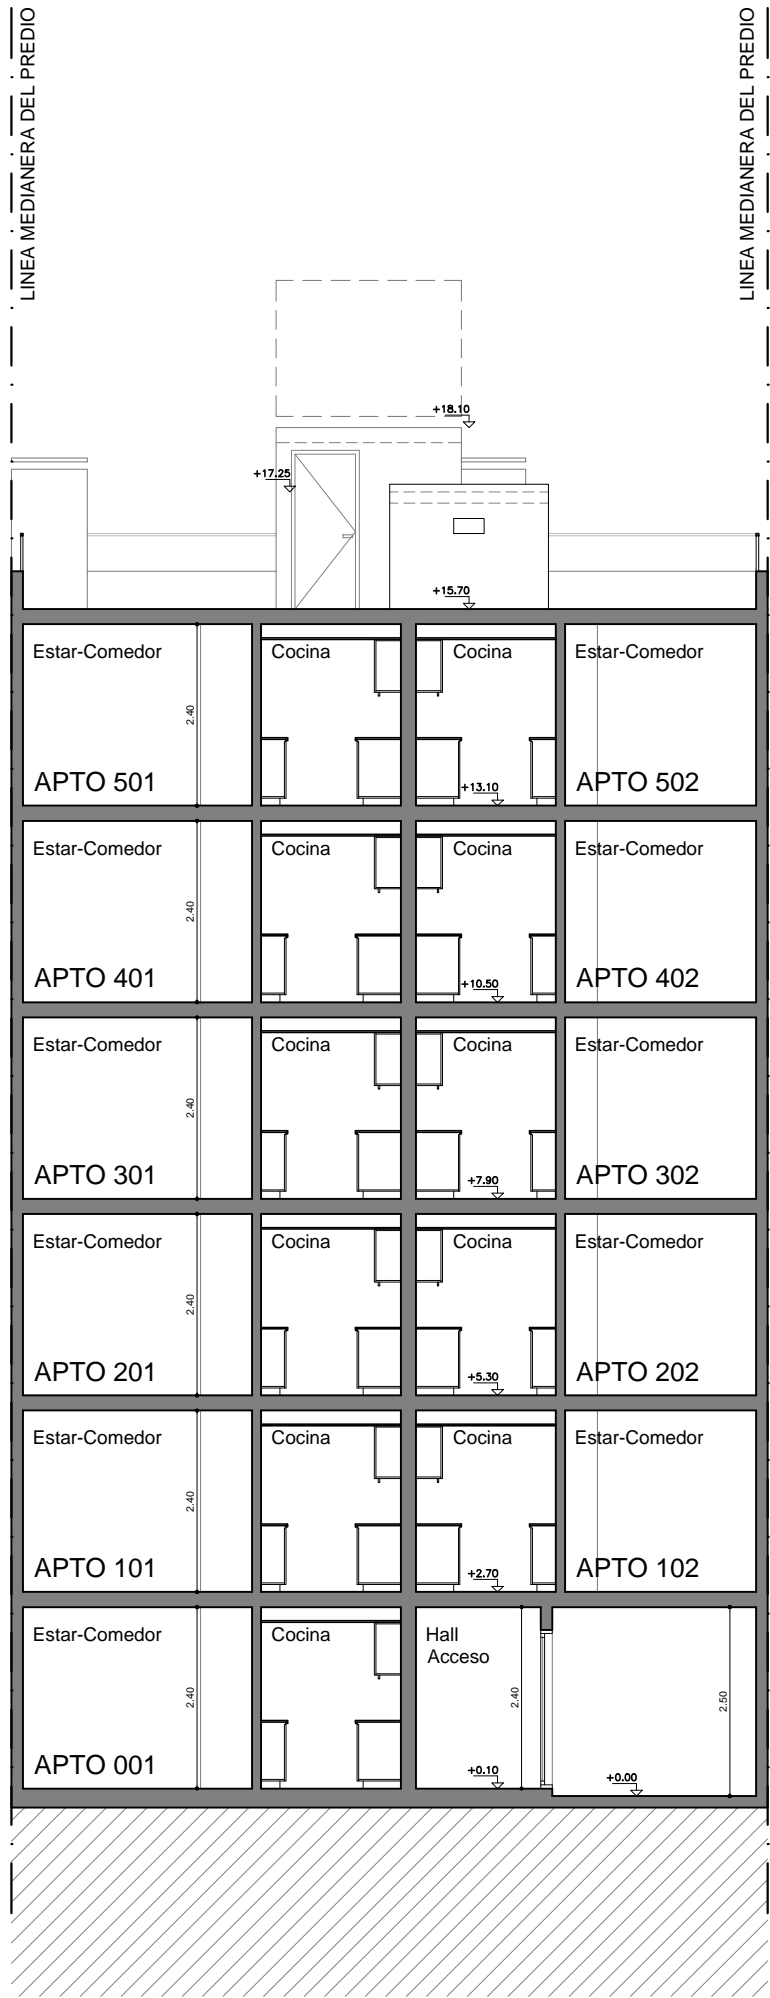 LINEA MEDIANERA DEL PREDIO
LINEA MEDIANERA DEL PREDIO
+18.10
+17.25
+15.70
Estar-Comedor
Cocina
Cocina
Estar-Comedor
2.40
APTO 501
+13.10
APTO 502
Estar-Comedor
Cocina
Cocina
Estar-Comedor
2.40
APTO 401
+10.50
APTO 402
Estar-Comedor
Cocina
Cocina
Estar-Comedor
2.40
APTO 301
+7.90
APTO 302
Estar-Comedor
Cocina
Cocina
Estar-Comedor
2.40
APTO 201
+5.30
APTO 202
Estar-Comedor
Cocina
Cocina
Estar-Comedor
2.40
APTO 101
+2.70
APTO 102
Estar-Comedor
Cocina
Hall
Acceso
2.40
2.40
2.50
APTO 001
+0.10
+0.00